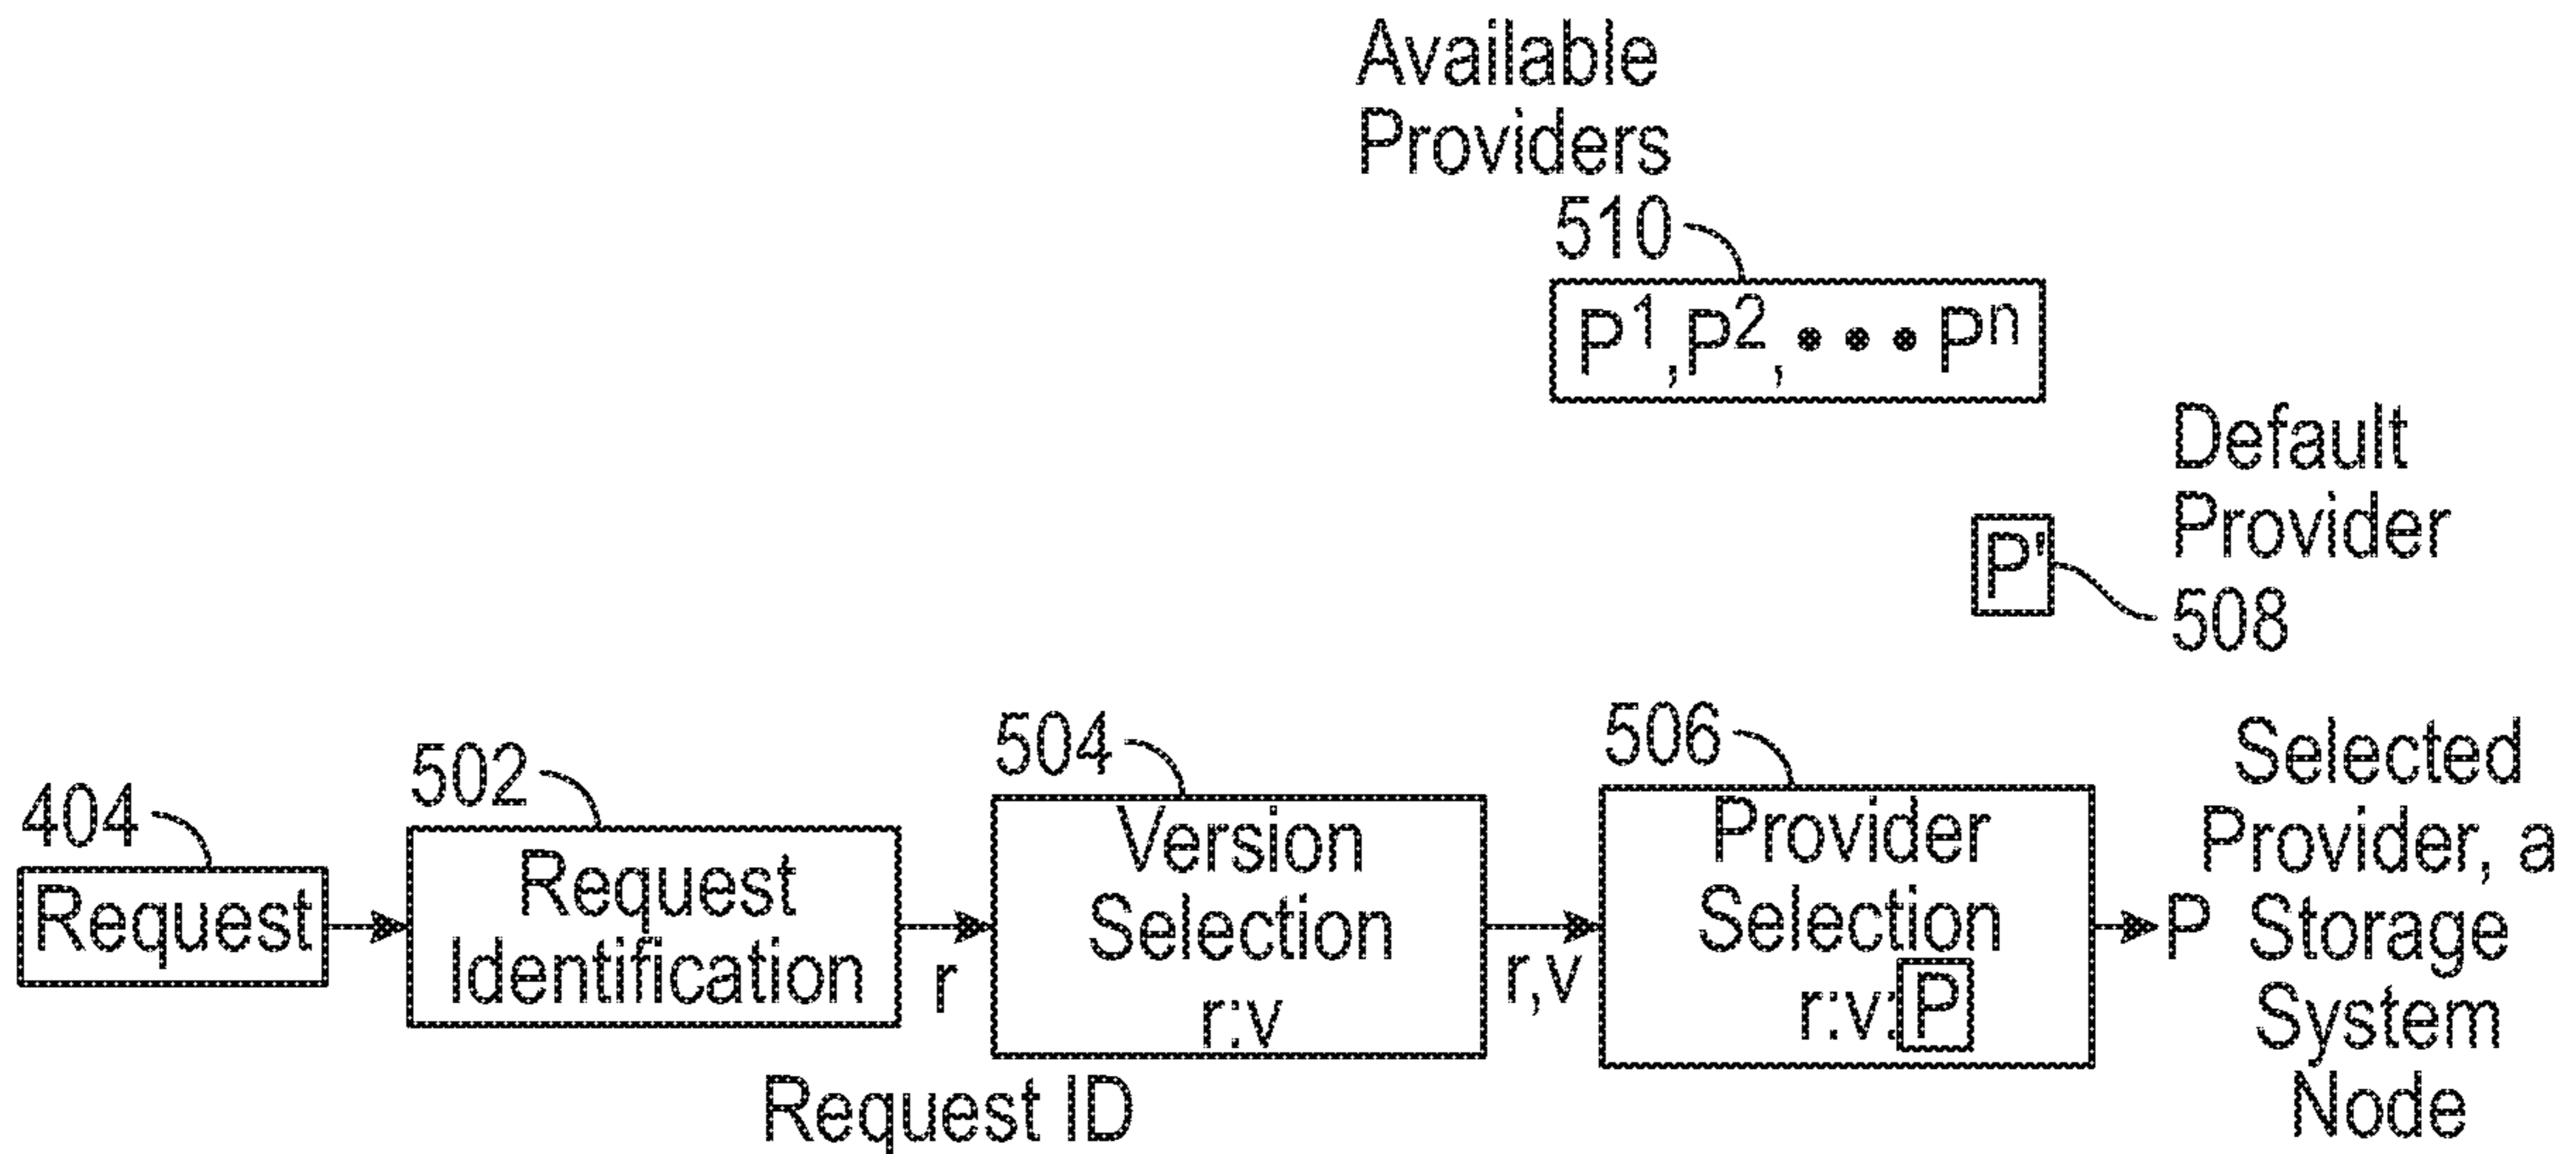 Available
Providers
510
P¹,P²,•••Pⁿ
Default
Provider
P'
508
404
Request
502
Request
Identification
r
Request ID
504
Version
Selection
r:v
r,v
506
Provider
Selection
r:v:P
P
Selected
Provider, a
Storage
System
Node